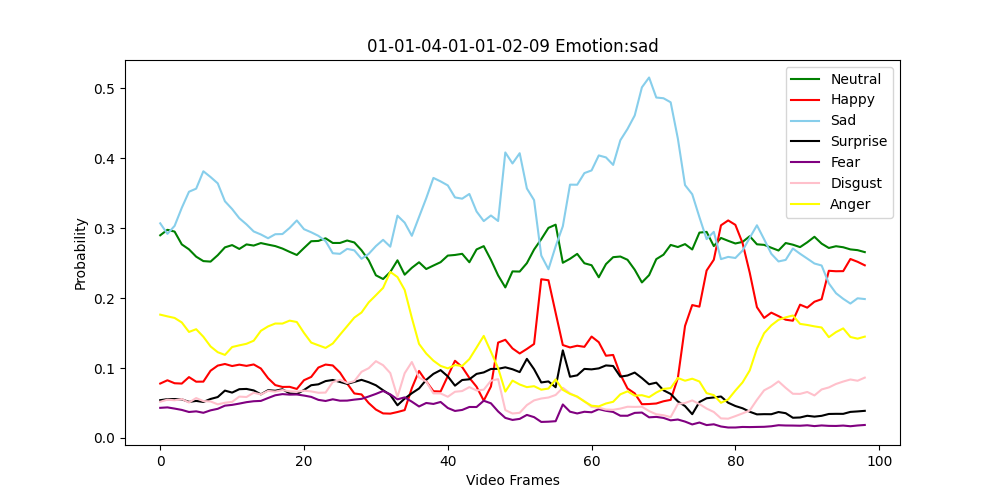 01-01-04-01-01-02-09 Emotion:sad
Neutral
Happy
Sad
Surprise
Fear
Disgust
Anger
Probability
0.5
0.4
0.3
0.2
0.1
0.0
0 20 40 60 80 100
Video Frames